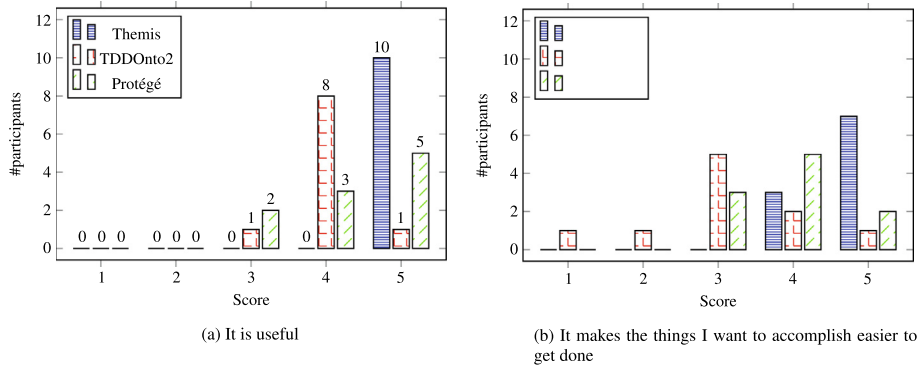 12
10
8
6
4
2
0
#participants
Themis
TDDOnto2
Protégé
0 0 0
0 0 0
0 1 2
0 8 3
10 1 5
1 2 3 4 5
Score
(a) It is useful
12
10
8
6
4
2
0
#participants
1 2 3 4 5
Score
(b) It makes the things I want to accomplish easier to
get done